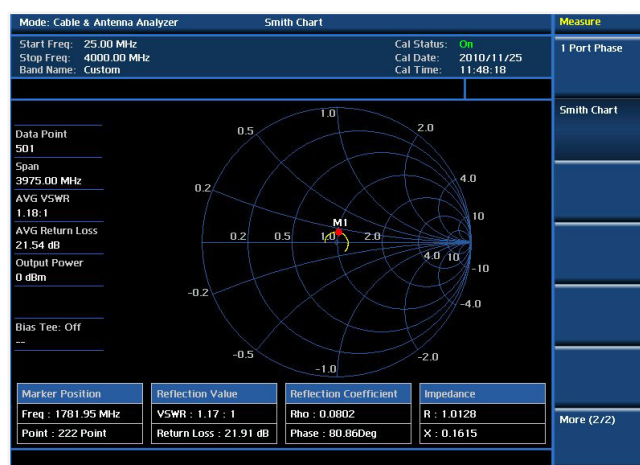 Mode: Cable & Antenna Analyzer Smith Chart Measure
Start Freq: 25.00 MHz Cal Status: On
Stop Freq: 4000.00 MHz Cal Date: 2010/11/25
Band Name: Custom Cal Time: 11:48:18
1 Port Phase
Smith Chart
More (2/2)
Data Point
501
Span
3975.00 MHz
AVG VSWR
1.18:1
AVG Return Loss
21.54 dB
Output Power
0 dBm
Bias Tee: Off
--
1.0
0.5 2.0
0.2 4.0
10
M1
0.2 0.5 1.0 2.0
4.0 10
-10
-0.2 -4.0
-0.5 -2.0
-1.0
Marker Position Reflection Value Reflection Coefficient Impedance
Freq : 1781.95 MHz VSWR : 1.17 : 1 Rho : 0.0802 R : 1.0128
Point : 222 Point Return Loss : 21.91 dB Phase : 80.86Deg X : 0.1615